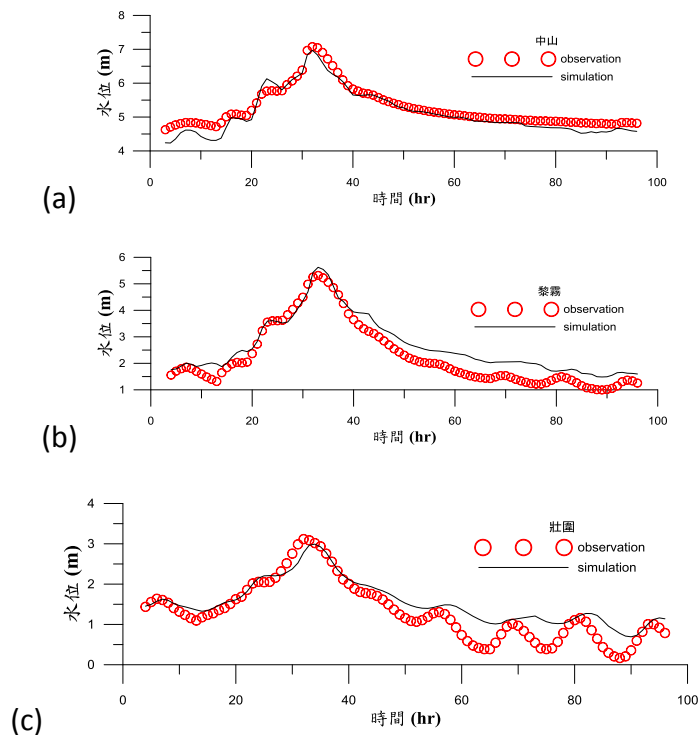 8
7
6
5
4
水位 (m)
中山
observation
simulation
0 20 40 60 80 100
時間 (hr)
(a)
6
5
4
3
2
1
水位 (m)
黎霧
observation
simulation
0 20 40 60 80 100
時間 (hr)
(b)
4
3
2
1
0
水位 (m)
壯圍
observation
simulation
0 20 40 60 80 100
時間 (hr)
(c)